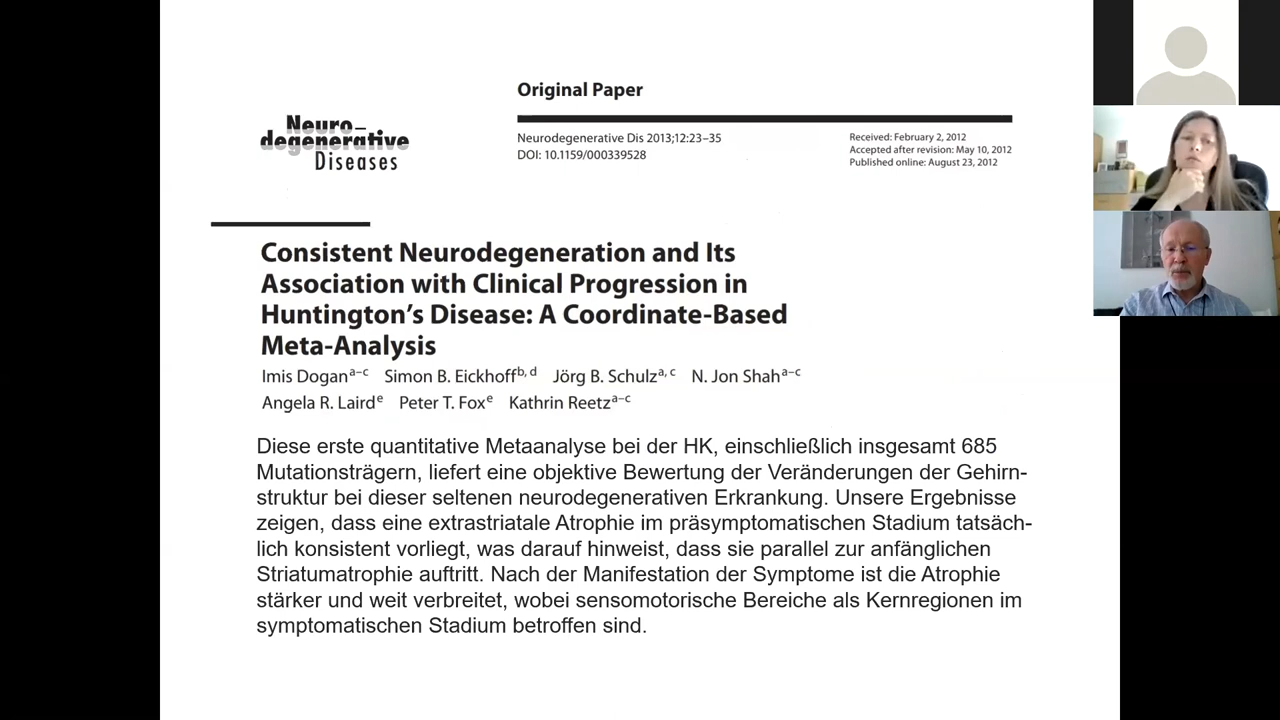 Original Paper
Neuro-
degenerative
Diseases
Neurodegenerative Dis 2013;12:23–35
DOI: 10.1159/000339528
Received: February 2, 2012
Accepted after revision: May 10, 2012
Published online: August 23, 2012
Consistent Neurodegeneration and Its
Association with Clinical Progression in
Huntington's Disease: A Coordinate-Based
Meta-Analysis
Imis Dogan a–c Simon B. Eickhoff b, d Jörg B. Schulz a, c N. Jon Shah a–c
Angela R. Laird e Peter T. Fox e Kathrin Reetz a–c
Diese erste quantitative Metaanalyse bei der HK, einschließlich insgesamt 685
Mutationsträgern, liefert eine objektive Bewertung der Veränderungen der Gehirn-
struktur bei dieser seltenen neurodegenerativen Erkrankung. Unsere Ergebnisse
zeigen, dass eine extrastriatale Atrophie im präsymptomatischen Stadium tatsäch-
lich konsistent vorliegt, was darauf hinweist, dass sie parallel zur anfänglichen
Striatumatrophie auftritt. Nach der Manifestation der Symptome ist die Atrophie
stärker und weit verbreitet, wobei sensomotorische Bereiche als Kernregionen im
symptomatischen Stadium betroffen sind.